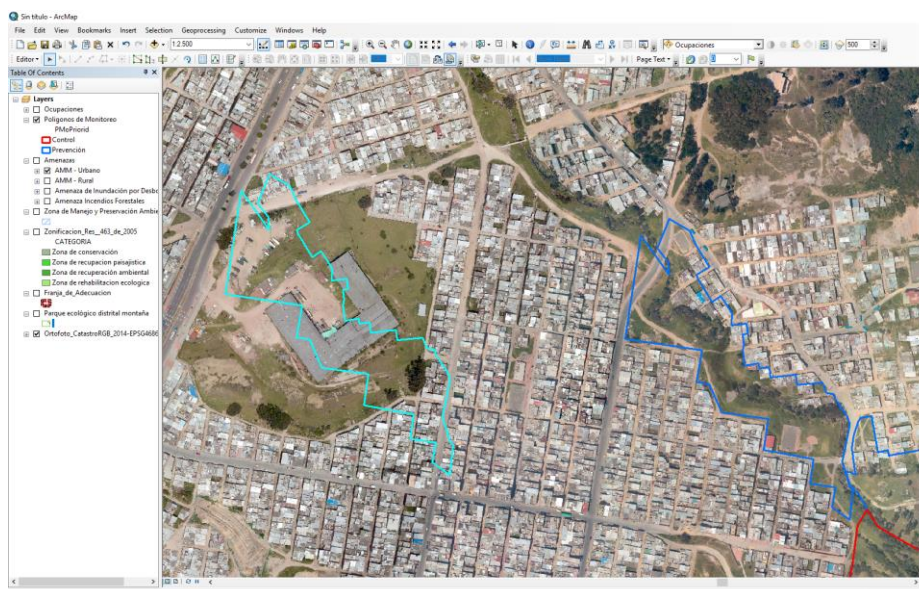 Sin título - ArcMap
File Edit View Bookmarks Insert Selection Geoprocessing Customize Windows Help
1:2.500
Ocupaciones
500
Editor
Page Text
Table Of Contents
Layers
Ocupaciones
Poligonos de Monitoreo
PMoPriorid
Control
Prevención
Amenazas
AMM - Urbano
AMM - Rural
Amenaza de Inundación por Desbo
Amenaza Incendios Forestales
Zona de Manejo y Preservación Ambie
Zonificacion_Res__463_de_2005
CATEGORIA
Zona de conservación
Zona de recupacion paisajistica
Zona de recuperación ambiental
Zona de rehabilitacion ecologica
Franja_de_Adecuacion
Parque ecológico distrital montaña
Ortofoto_CatastroRGB_2014-EPSG4686